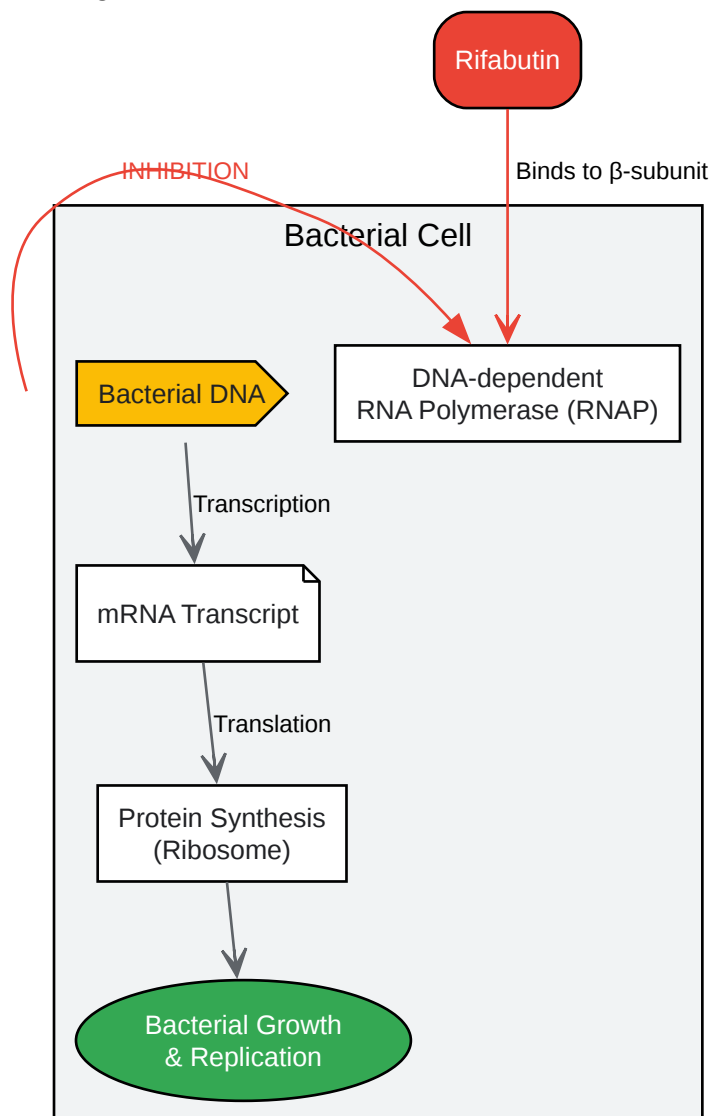 Rifabutin
INHIBITION
Binds to β-subunit
Bacterial Cell
Bacterial DNA
DNA-dependent
RNA Polymerase (RNAP)
Transcription
mRNA Transcript
Translation
Protein Synthesis
(Ribosome)
Bacterial Growth
& Replication